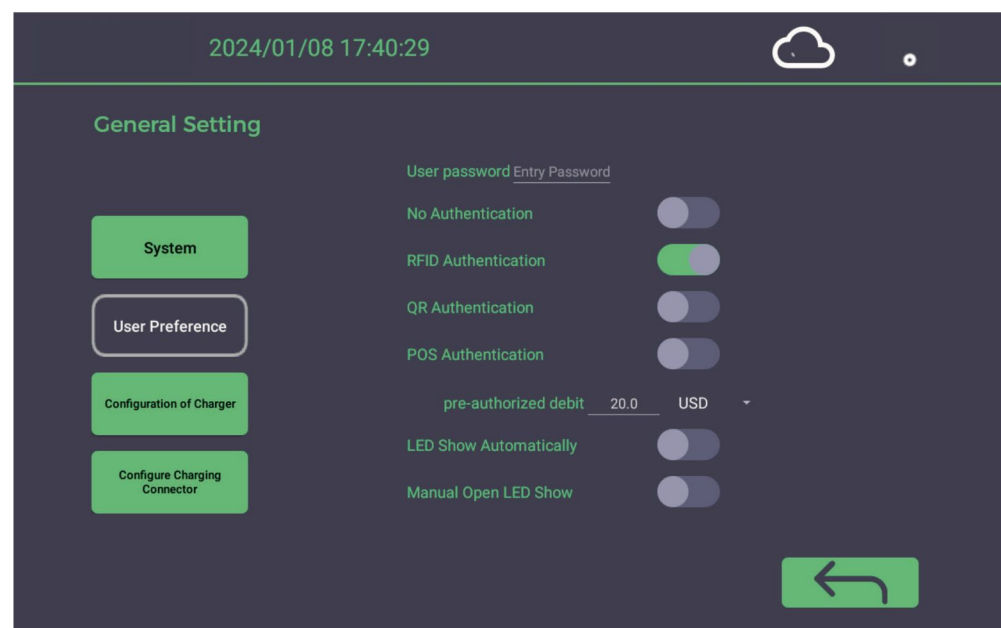 2024/01/08 17:40:29
General Setting
User password Entry Password
No Authentication
System
RFID Authentication
QR Authentication
User Preference
POS Authentication
Configuration of Charger
pre-authorized debit 20.0 USD
LED Show Automatically
Configure Charging
Connector
Manual Open LED Show